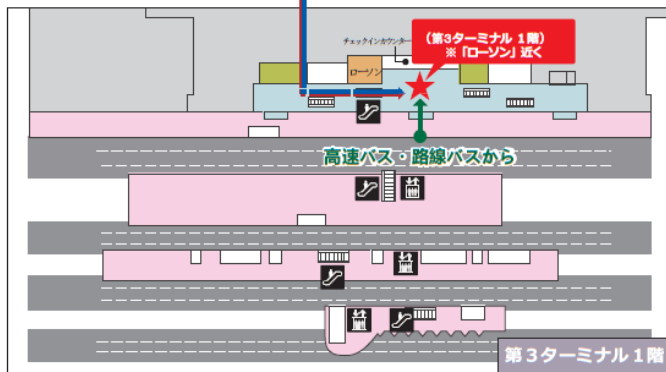 (第3ターミナル 1階)
※「ローソン」近く
チェックインカウンター
ローソン
高速バス・路線バスから
第3ターミナル1階